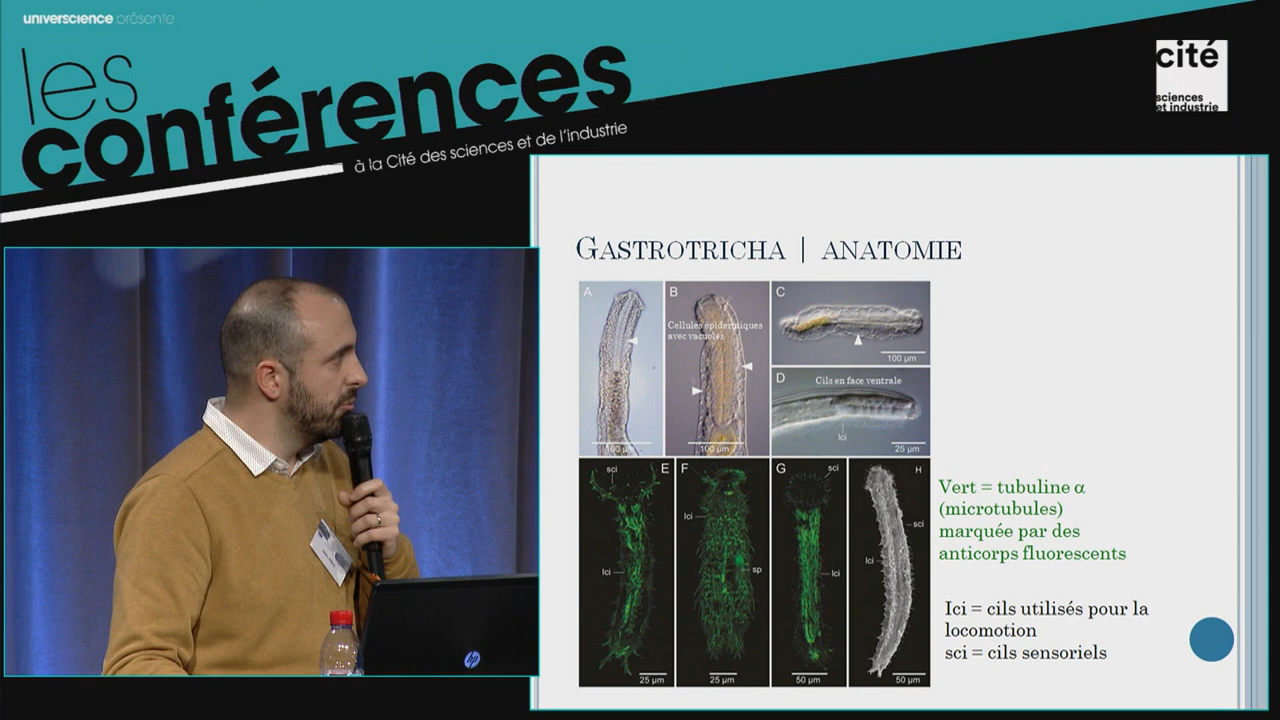 universcience présente
les
conférences
à la Cité des sciences et de l'industrie
cité
sciences
et industrie
GASTROTRICHA | ANATOMIE
A
B
C
Cellules épidermiques
avec vacuoles
100 µm
D
Cils en face ventrale
lci
100 µm
100 µm
25 µm
sci
E
F
G
sci
H
lci
sci
lci
lci
sp
lci
25 µm
25 µm
50 µm
50 µm
Vert = tubuline α
(microtubules)
marquée par des
anticorps fluorescents
Ici = cils utilisés pour la
locomotion
sci = cils sensoriels
hp